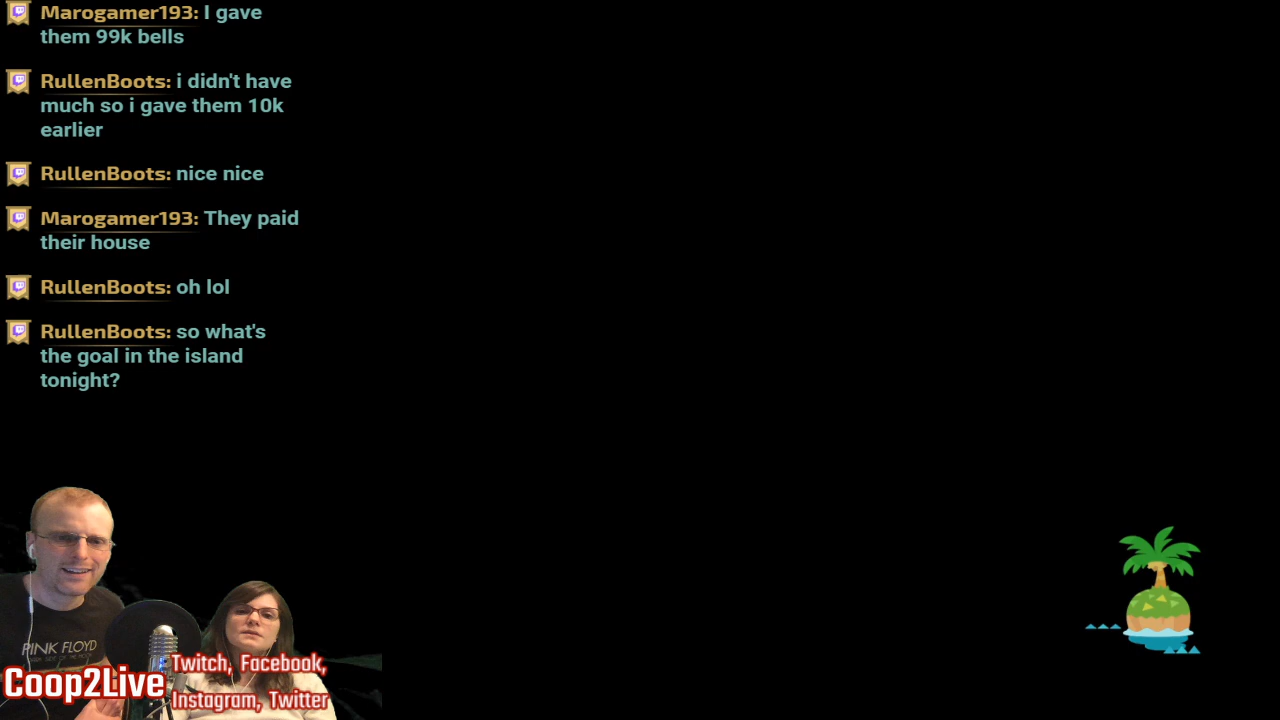 Marogamer193: I gave
them 99k bells
RullenBoots: i didn't have
much so i gave them 10k
earlier
RullenBoots: nice nice
Marogamer193: They paid
their house
RullenBoots: oh lol
RullenBoots: so what's
the goal in the island
tonight?
PINK FLOYD
Coop2Live
Twitch, Facebook,
Instagram, Twitter